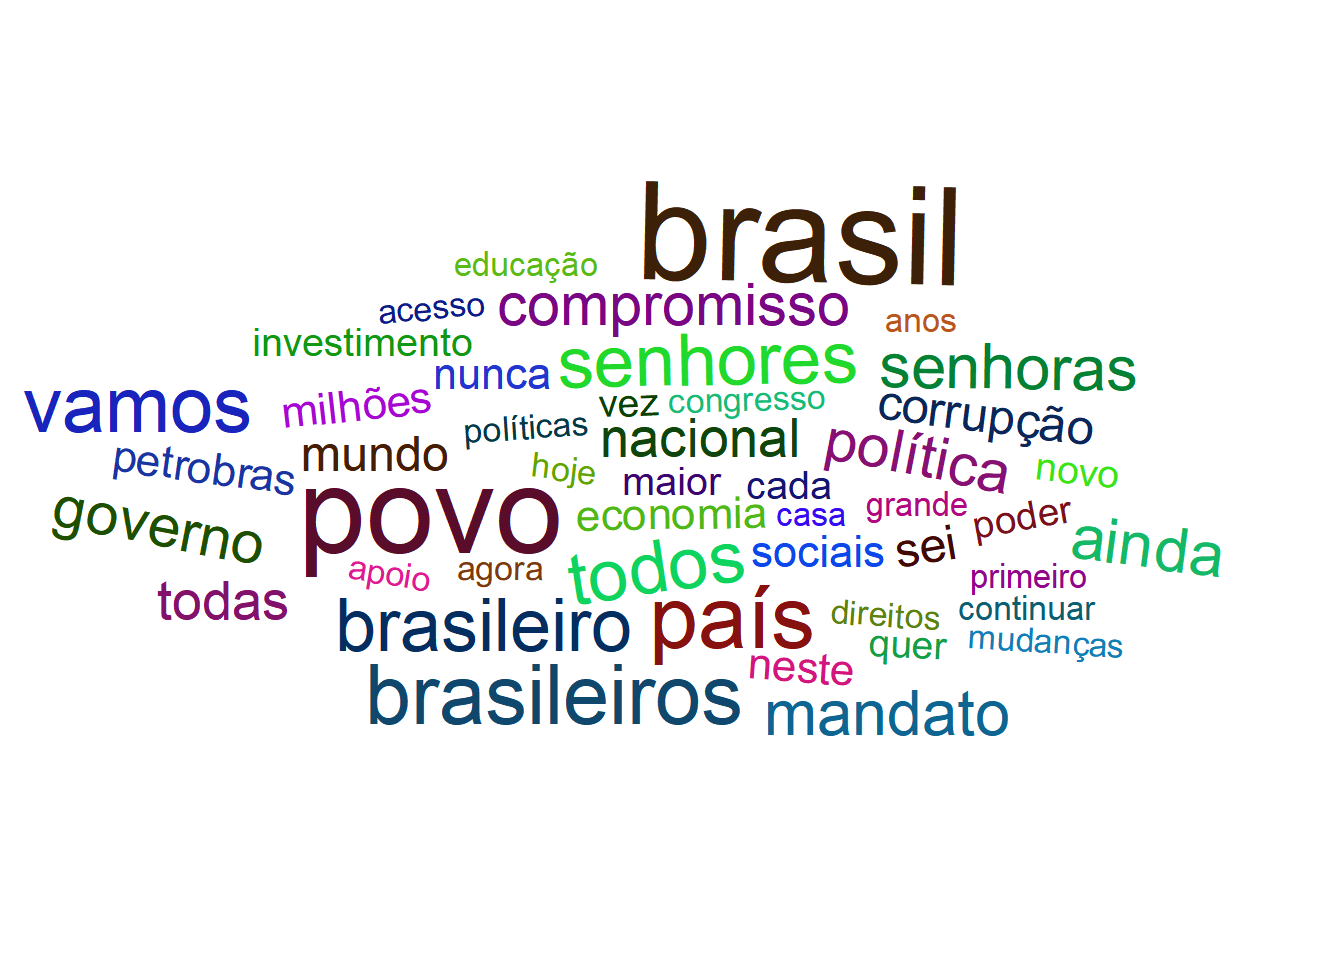 brasil
educação
acesso compromisso anos
investimento senhores senhoras
nunca
vamos milhões vez congresso corrupção
políticas nacional política
petrobras mundo hoje maior cada novo
governo povo economia casa grande poder
todos sociais sei ainda
apoio agora primeiro
todas brasileiro país direitos continuar
quer mudanças
neste
brasileiros mandato